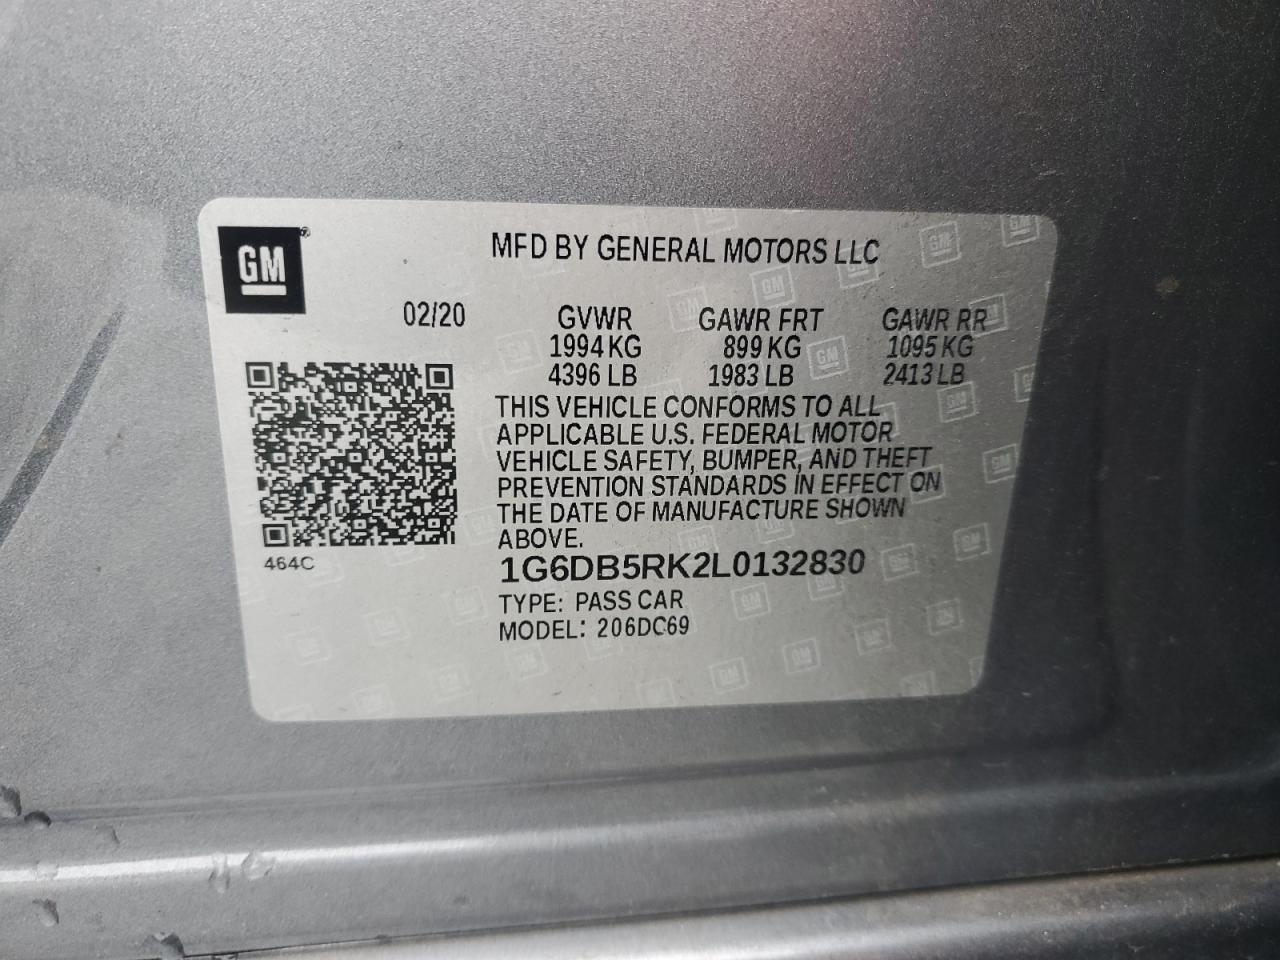 GM®
MFD BY GENERAL MOTORS LLC
02/20
GVWR GAWR FRT GAWR RR
1994 KG 899 KG 1095 KG
4396 LB 1983 LB 2413 LB
THIS VEHICLE CONFORMS TO ALL
APPLICABLE U.S. FEDERAL MOTOR
VEHICLE SAFETY, BUMPER, AND THEFT
PREVENTION STANDARDS IN EFFECT ON
THE DATE OF MANUFACTURE SHOWN
ABOVE.
464C
1G6DB5RK2L0132830
TYPE: PASS CAR
MODEL: 206DC69